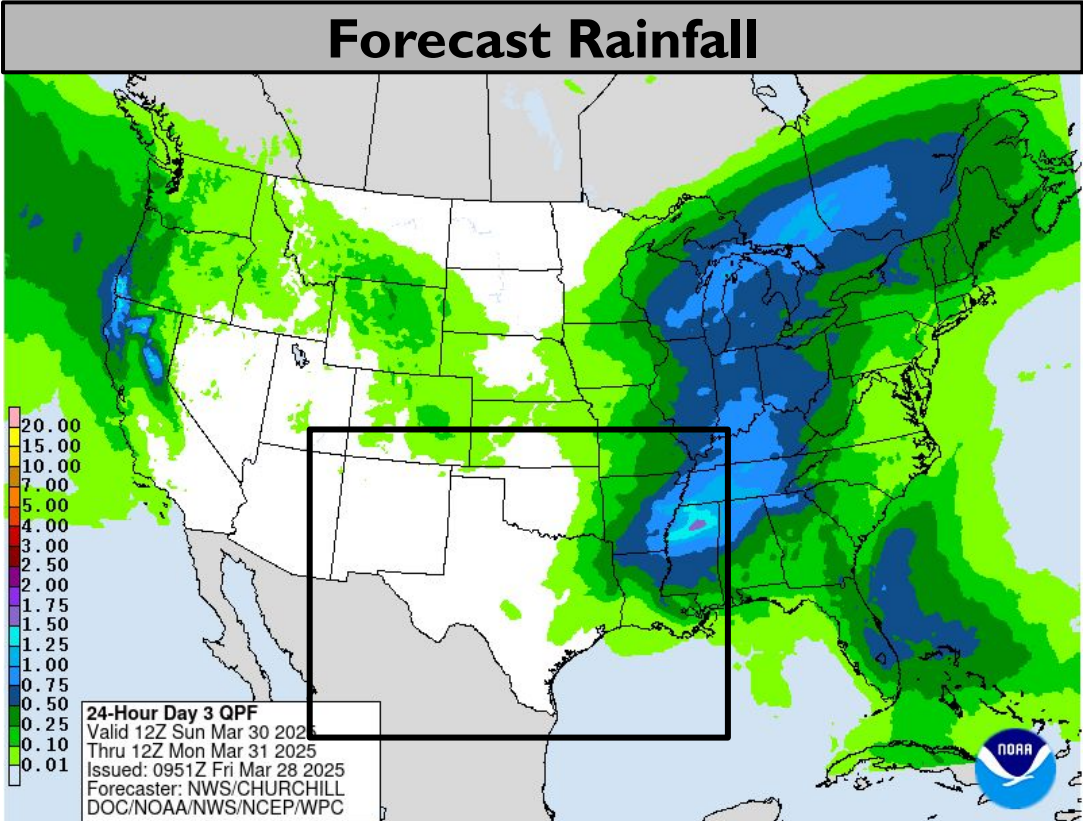 Forecast Rainfall
20.00
15.00
10.00
7.00
5.00
4.00
3.00
2.50
2.00
1.75
1.50
1.25
1.00
0.75
0.50
0.25
0.10
0.01
24-Hour Day 3 QPF
Valid 12Z Sun Mar 30 2025
Thru 12Z Mon Mar 31 2025
Issued: 0951Z Fri Mar 28 2025
Forecaster: NWS/CHURCHILL
DOC/NOAA/NWS/NCEP/WPC
NOAA